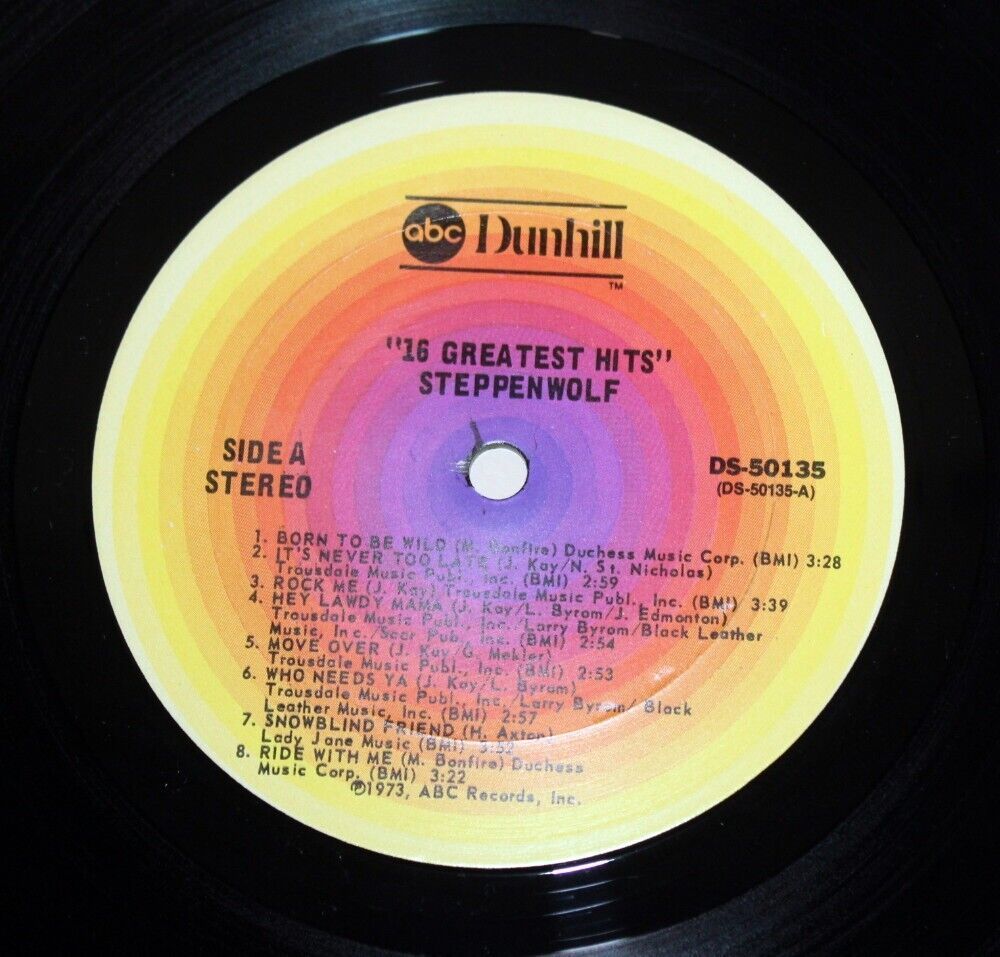 abc Dunhill
TM
"16 GREATEST HITS"
STEPPENWOLF
SIDE A
STEREO
DS-50135
(DS-50135-A)
1. BORN TO BE WILD (M. Bonfire) Duchess Music Corp. (BMI) 3:28
2. IT'S NEVER TOO LATE (J. Kay/N. St. Nicholas)
Trousdale Music Publ., Inc. (BMI) 2:59
3. ROCK ME (J. Kay) Trousdale Music Publ., Inc. (BMI) 3:39
4. HEY LAWDY MAMA (J. Kay/L. Byrom/J. Edmonton)
Trousdale Music Publ., Inc./Larry Byrom/Black Leather
Music, Inc./Scar Pub., Inc. (BMI) 2:54
5. MOVE OVER (J. Kay/G. Mekler)
Trousdale Music Publ., Inc. (BMI) 2:53
6. WHO NEEDS YA (J. Kay/L. Byrom)
Trousdale Music Publ., Inc./Larry Byrom/Black
Leather Music, Inc. (BMI) 2:57
7. SNOWBLIND FRIEND (H. Axton)
Lady Jane Music (BMI) 3:52
8. RIDE WITH ME (M. Bonfire) Duchess
Music Corp. (BMI) 3:22
℗1973, ABC Records, Inc.